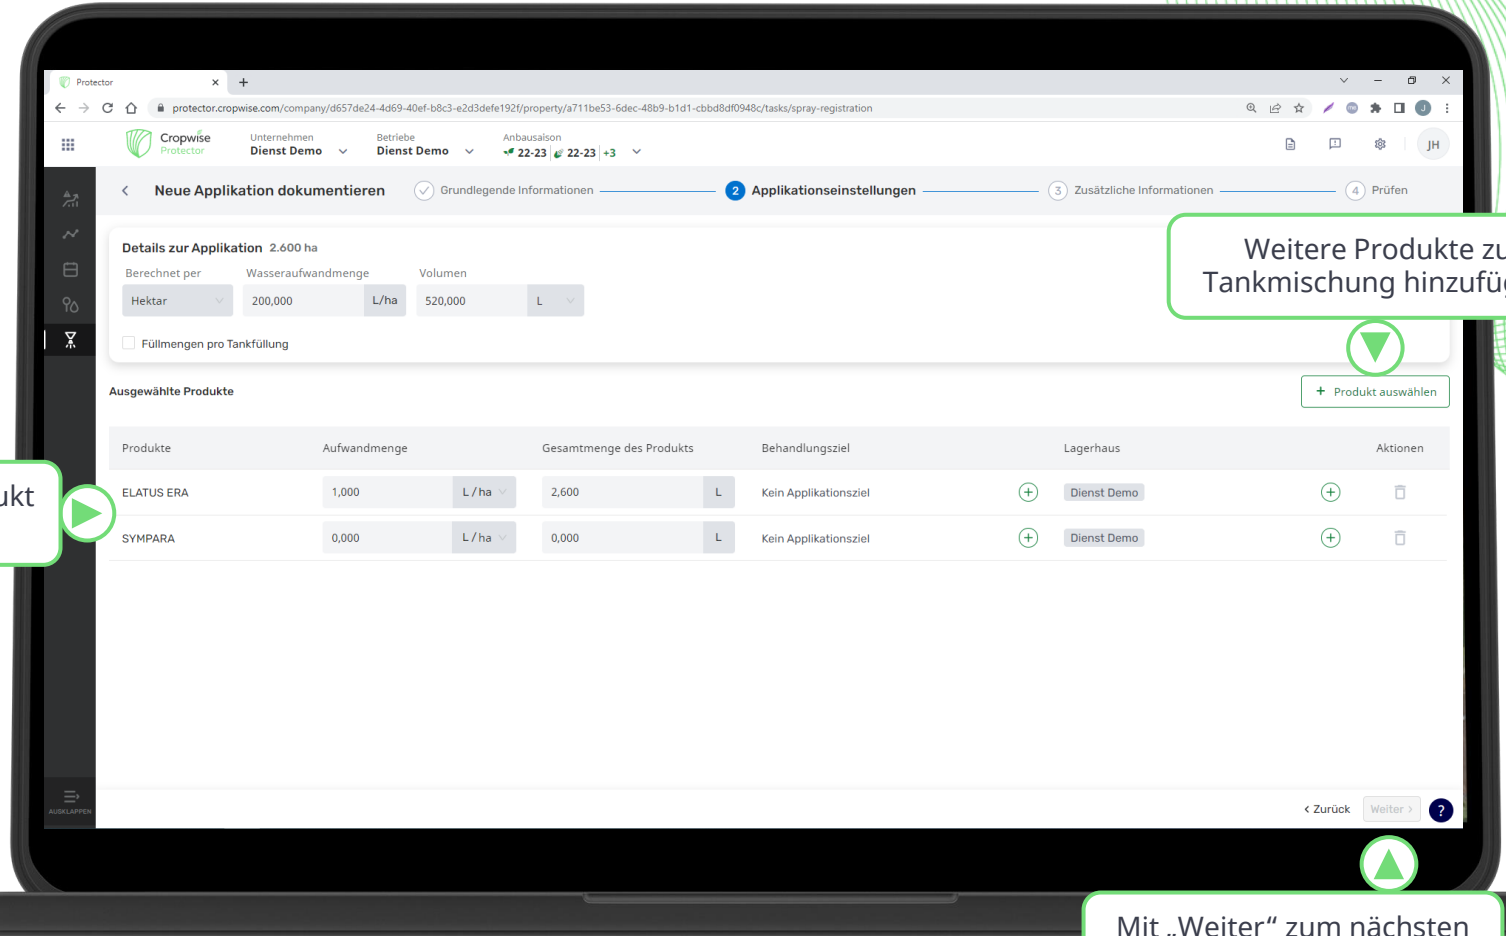 Protector
protector.cropwise.com/company/d657de24-4d69-40ef-b8c3-e2d3defe192f/property/a711be53-6dec-48b9-b1d1-cbbd8df0948c/tasks/spray-registration
Cropwise
Protector
Unternehmen
Dienst Demo
Betriebe
Dienst Demo
Anbausaison
22-23 22-23 +3
JH
Neue Applikation dokumentieren
Grundlegende Informationen
2 Applikationseinstellungen
3 Zusätzliche Informationen
4 Prüfen
Details zur Applikation 2.600 ha
Berechnet per Wasseraufwandmenge Volumen
Hektar 200,000 L/ha 520,000 L
Füllmengen pro Tankfüllung
Weitere Produkte zu
Tankmischung hinzufüg
Ausgewählte Produkte
+ Produkt auswählen
Produkte Aufwandmenge Gesamtmenge des Produkts Behandlungsziel Lagerhaus Aktionen
ukt
ELATUS ERA 1,000 L/ha 2,600 L Kein Applikationsziel Dienst Demo
SYMPARA 0,000 L/ha 0,000 L Kein Applikationsziel Dienst Demo
AUSKLAPPEN
< Zurück Weiter > ?
Mit „Weiter“ zum nächsten